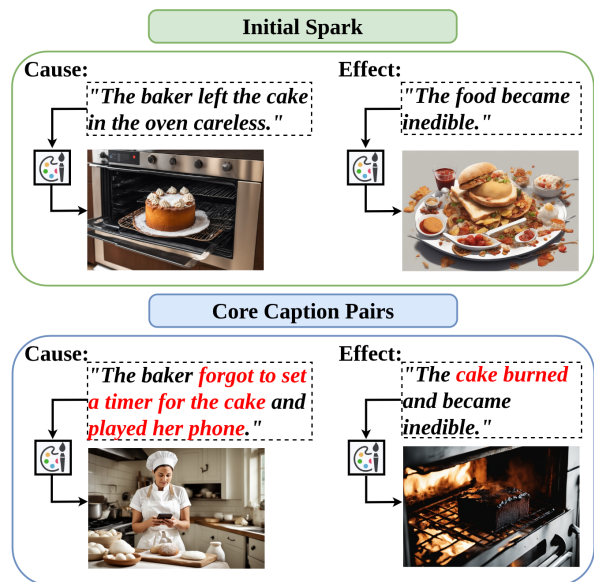 Initial Spark
Cause:
"The baker left the cake
in the oven careless."
Effect:
"The food became
inedible."
Core Caption Pairs
Cause:
"The baker forgot to set
a timer for the cake and
played her phone."
Effect:
"The cake burned
and became
inedible."